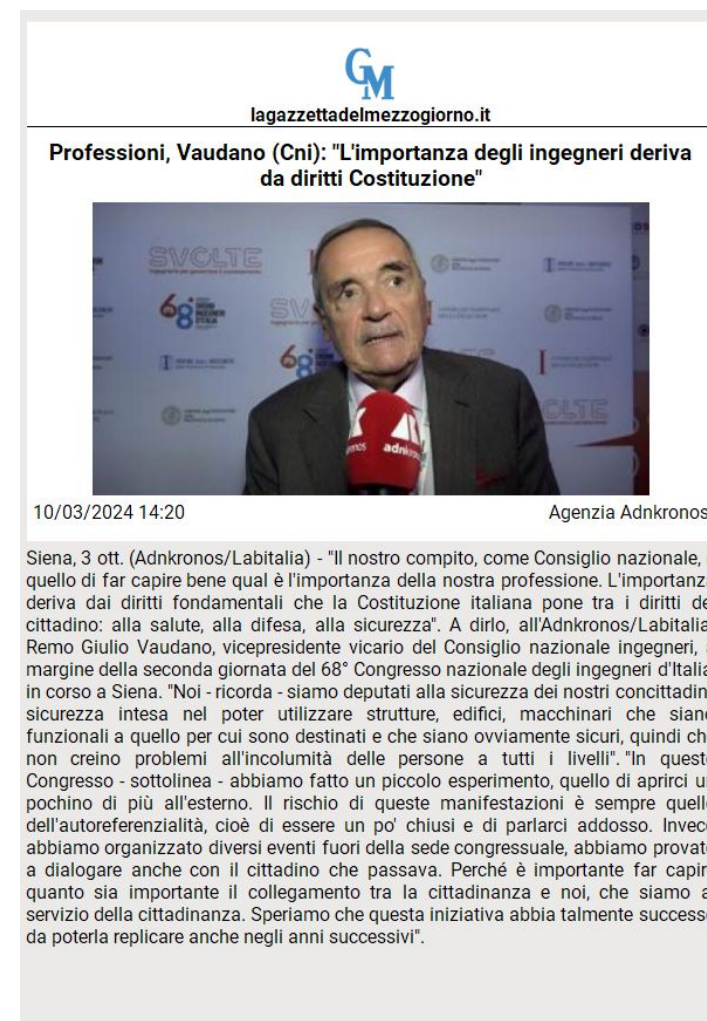 GM
lagazzettadelmezzogiorno.it
Professioni, Vaudano (Cni): "L'importanza degli ingegneri deriva
da diritti Costituzione"
SVOLTE
68
SV
68
OLTE
adnkronos
10/03/2024 14:20
Agenzia Adnkronos
Siena, 3 ott. (Adnkronos/Labitalia) - "Il nostro compito, come Consiglio nazionale,
quello di far capire bene qual è l'importanza della nostra professione. L'importanz
deriva dai diritti fondamentali che la Costituzione italiana pone tra i diritti de
cittadino: alla salute, alla difesa, alla sicurezza". A dirlo, all'Adnkronos/Labitalia
Remo Giulio Vaudano, vicepresidente vicario del Consiglio nazionale ingegneri,
margine della seconda giornata del 68° Congresso nazionale degli ingegneri d'Italia
in corso a Siena. "Noi - ricorda - siamo deputati alla sicurezza dei nostri concittadin
sicurezza intesa nel poter utilizzare strutture, edifici, macchinari che sian
funzionali a quello per cui sono destinati e che siano ovviamente sicuri, quindi ch
non creino problemi all'incolumità delle persone a tutti i livelli". "In quest
Congresso - sottolinea - abbiamo fatto un piccolo esperimento, quello di aprirci u
pochino di più all'esterno. Il rischio di queste manifestazioni è sempre quell
dell'autoreferenzialità, cioè di essere un po' chiusi e di parlarci addosso. Invec
abbiamo organizzato diversi eventi fuori della sede congressuale, abbiamo provat
a dialogare anche con il cittadino che passava. Perché è importante far capir
quanto sia importante il collegamento tra la cittadinanza e noi, che siamo a
servizio della cittadinanza. Speriamo che questa iniziativa abbia talmente success
da poterla replicare anche negli anni successivi".